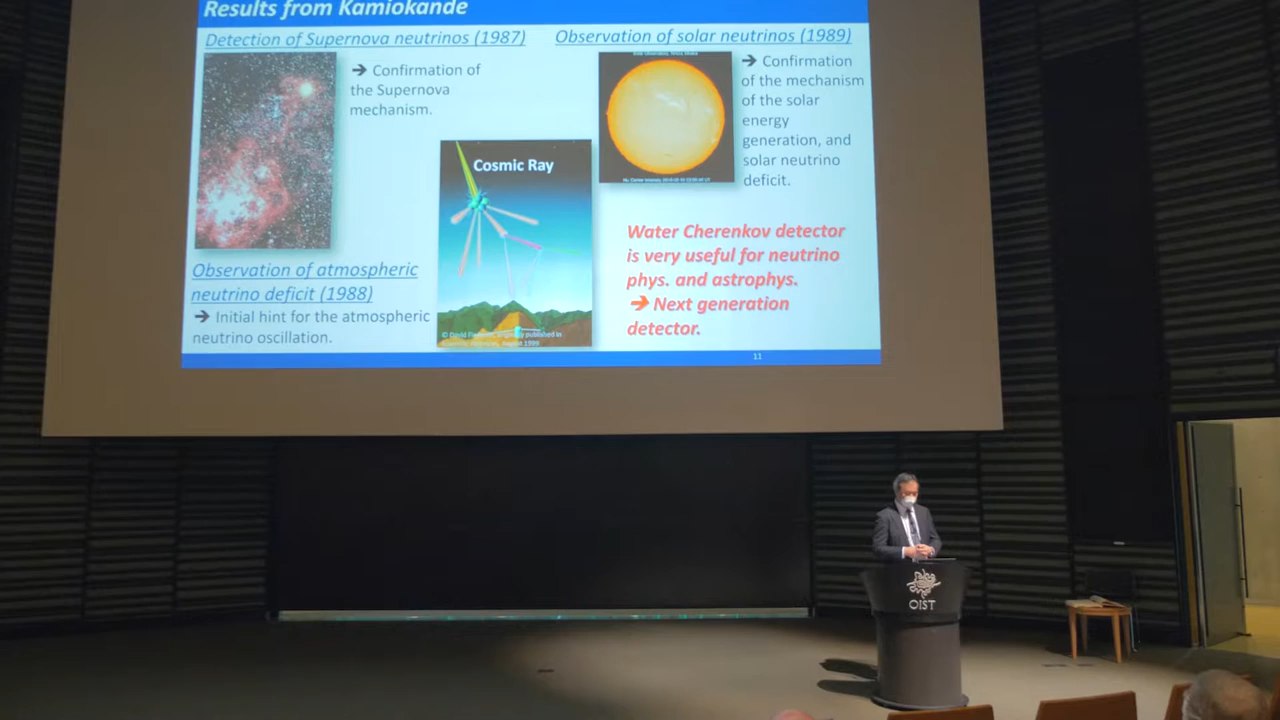 Results from Kamiokande
Detection of Supernova neutrinos (1987)
➔ Confirmation of
the Supernova
mechanism.
Observation of solar neutrinos (1989)
➔ Confirmation
of the mechanism
of the solar
energy
generation, and
solar neutrino
deficit.
Cosmic Ray
Observation of atmospheric
neutrino deficit (1988)
➔ Initial hint for the atmospheric
neutrino oscillation.
Water Cherenkov detector
is very useful for neutrino
phys. and astrophys.
➔ Next generation
detector.
11
OIST